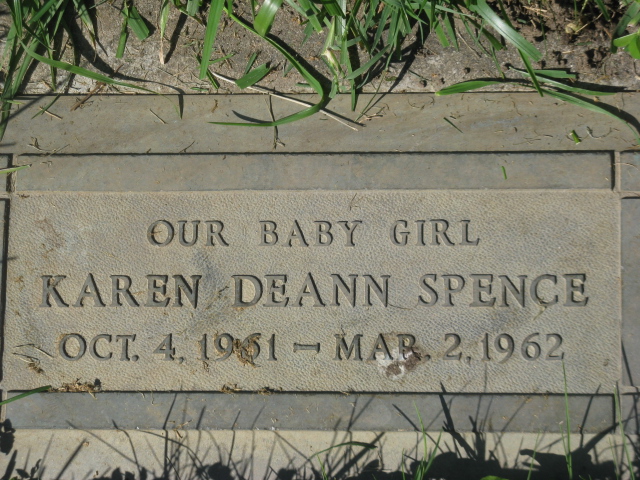 OUR BABY GIRL
KAREN DEANN SPENCE
OCT. 4, 1961 – MAR. 2, 1962